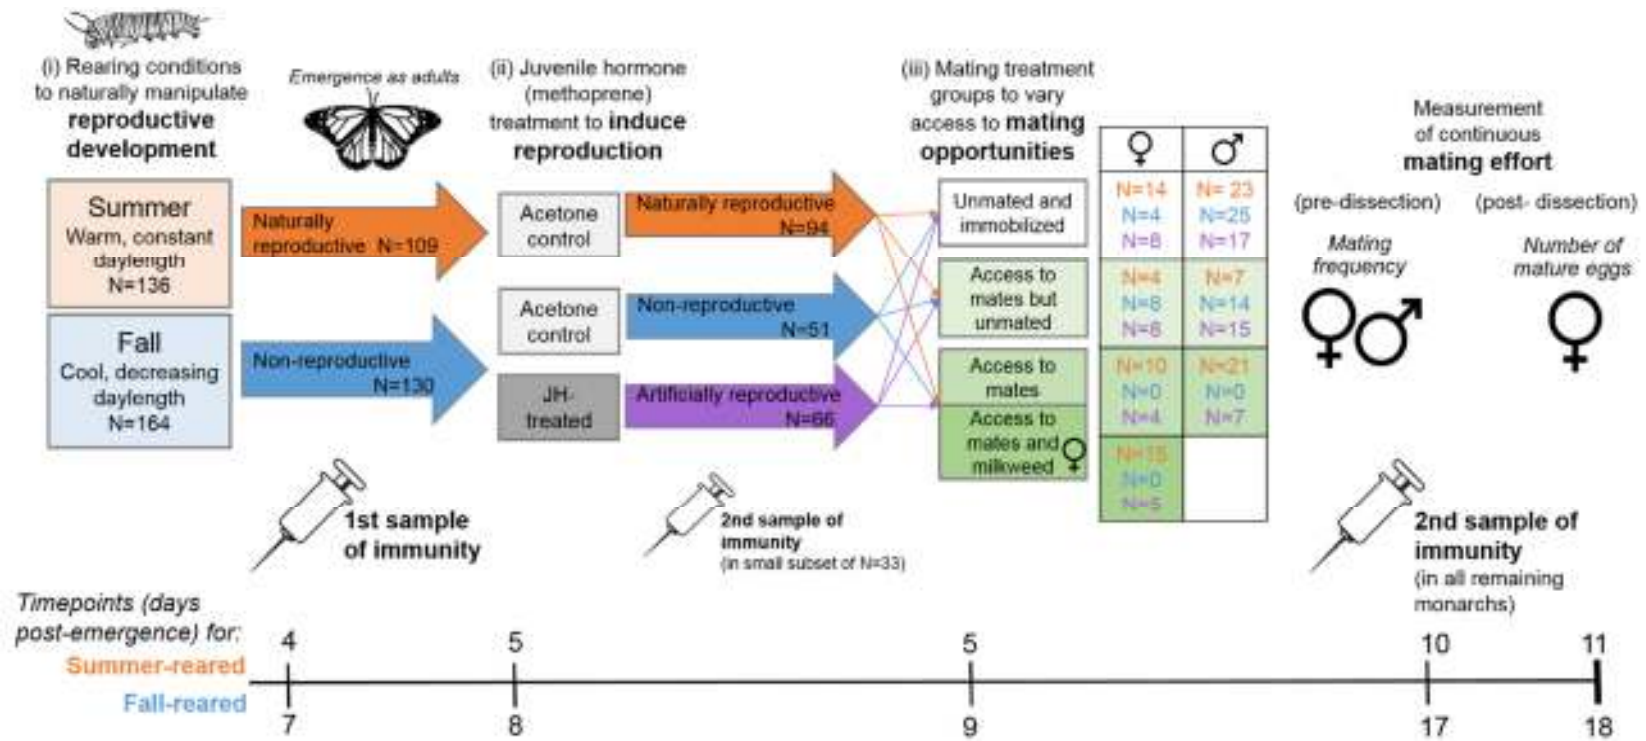 (i) Rearing conditions
to naturally manipulate
reproductive
development
Emergence as adults
(ii) Juvenile hormone
(methoprene)
treatment to induce
reproduction
(iii) Mating treatment
groups to vary
access to mating
opportunities
Measurement
of continuous
mating effort
(pre-dissection)
(post- dissection)
Mating
frequency
Number of
mature eggs
Summer
Warm, constant
daylength
N=136
Fall
Cool, decreasing
daylength
N=164
Naturally
reproductive N=109
Non-reproductive
N=130
Acetone
control
Acetone
control
JH-
treated
Naturally reproductive
N=94
Non-reproductive
N=51
Artificially reproductive
N=66
Unmated and
immobilized
Access to
mates but
unmated
Access to
mates
Access to
mates and
milkweed ♀
♀ ♂
N=14 N= 23
N=4 N=25
N=8 N=17
N=4 N=7
N=8 N=14
N=8 N=15
N=10 N=21
N=0 N=0
N=4 N=7
N=15
N=0
N=5
1st sample
of immunity
2nd sample of
immunity
(in small subset of N=33)
2nd sample of
immunity
(in all remaining
monarchs)
Timepoints (days
post-emergence) for:
Summer-reared
Fall-reared
4 5 5 10 11
7 8 9 17 18